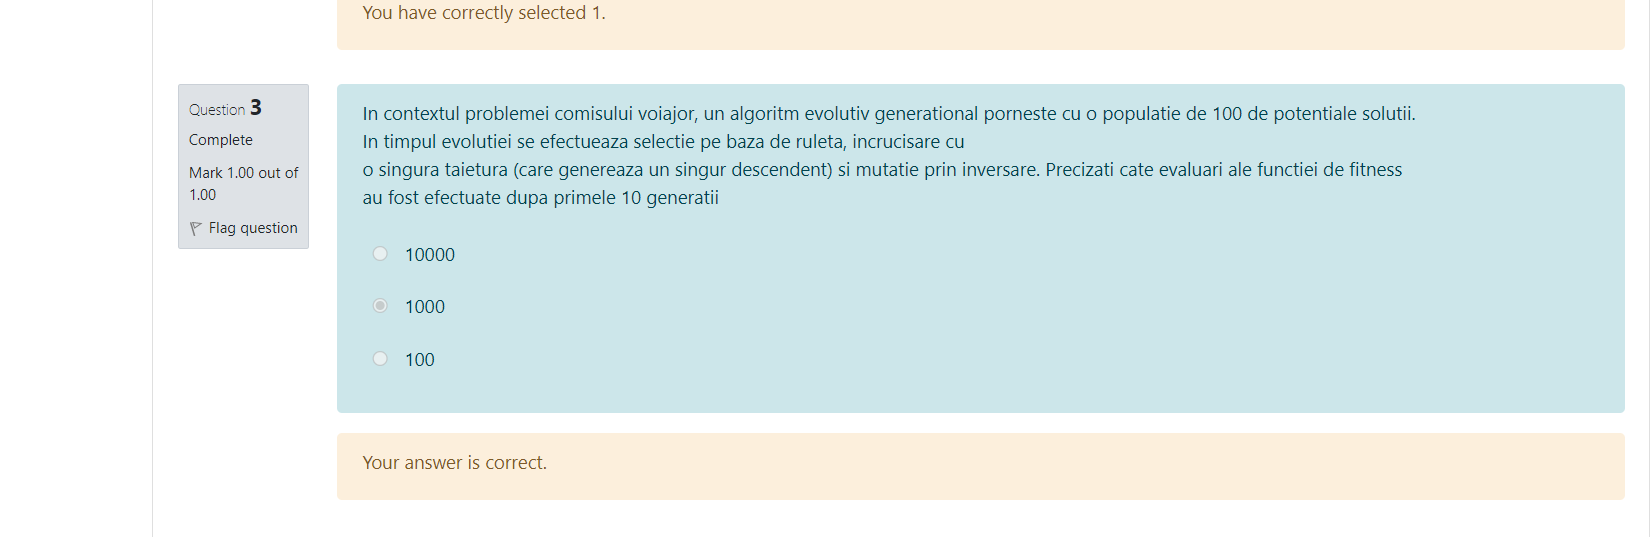 You have correctly selected 1.
Question 3
Complete
Mark 1.00 out of
1.00
Flag question
In contextul problemei comisului voiajor, un algoritm evolutiv generational porneste cu o populatie de 100 de potentiale solutii.
In timpul evolutiei se efectueaza selectie pe baza de ruleta, incrucisare cu
o singura taietura (care genereaza un singur descendent) si mutatie prin inversare. Precizati cate evaluari ale functiei de fitness
au fost efectuate dupa primele 10 generatii
10000
1000
100
Your answer is correct.